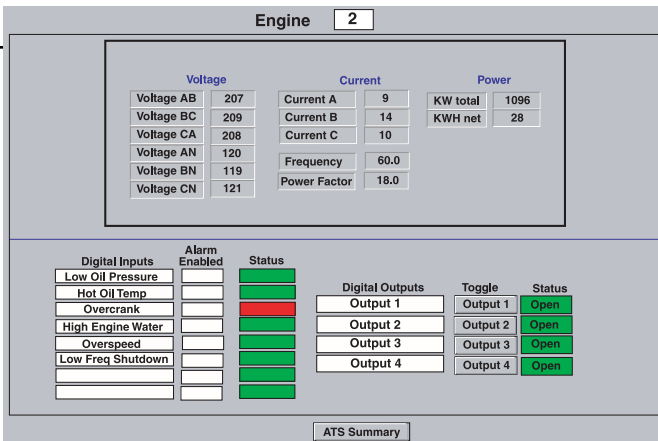 Engine 2
Voltage Current Power
Voltage AB 207 Current A 9 KW total 1096
Voltage BC 209 Current B 14 KWH net 28
Voltage CA 208 Current C 10
Voltage AN 120 Frequency 60.0
Voltage BN 119 Power Factor 18.0
Voltage CN 121
Digital Inputs Alarm Enabled Status
Low Oil Pressure
Hot Oil Temp
Overcrank
High Engine Water
Overspeed
Low Freq Shutdown
Digital Outputs Toggle Status
Output 1 Output 1 Open
Output 2 Output 2 Open
Output 3 Output 3 Open
Output 4 Output 4 Open
ATS Summary